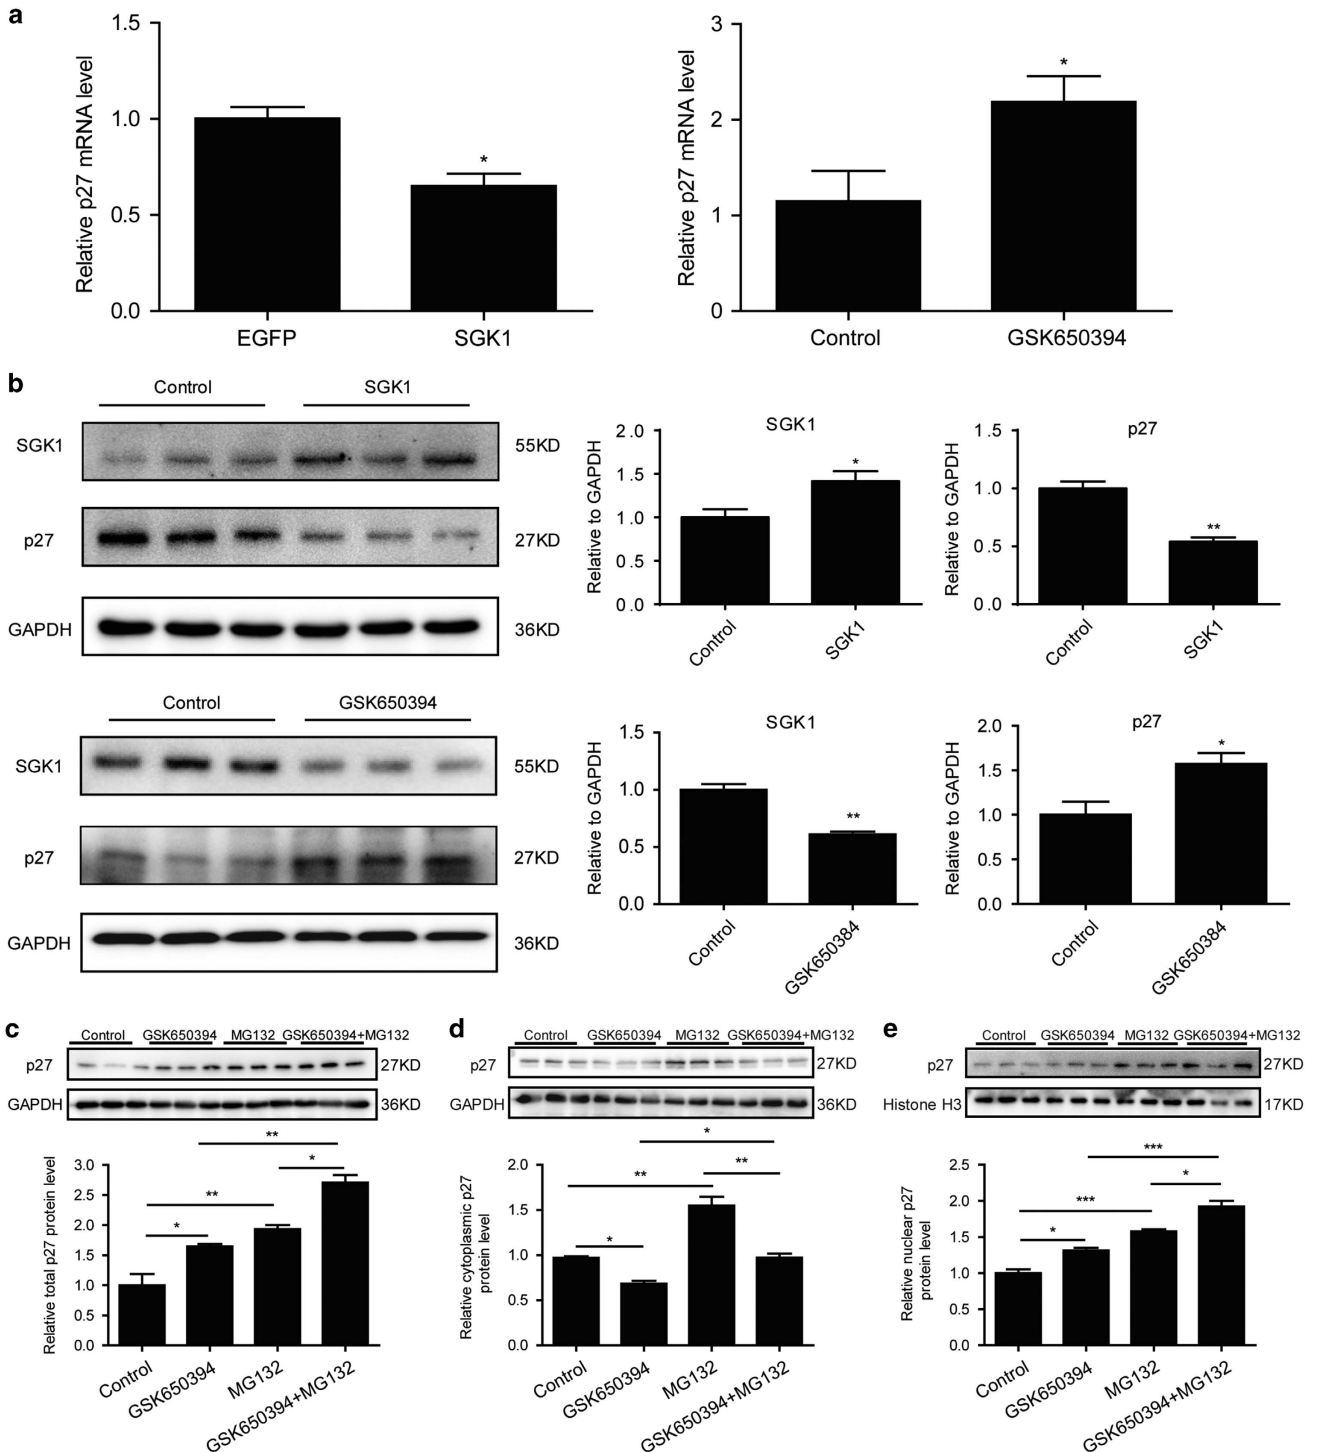 a
Relative p27 mRNA level
1.5
1.0
0.5
0.0
*
EGFP SGK1
Relative p27 mRNA level
3
2
1
0
*
Control GSK650394
b
Control SGK1
SGK1 55KD
p27 27KD
GAPDH 36KD
SGK1
Relative to GAPDH
2.0
1.5
1.0
0.5
0.0
*
Control SGK1
p27
Relative to GAPDH
1.5
1.0
0.5
0.0
**
Control SGK1
Control GSK650394
SGK1 55KD
p27 27KD
GAPDH 36KD
SGK1
Relative to GAPDH
1.5
1.0
0.5
0.0
**
Control GSK650384
p27
Relative to GAPDH
2.0
1.5
1.0
0.5
0.0
*
Control GSK650384
c
Control GSK650394 MG132 GSK650394+MG132
p27 27KD
GAPDH 36KD
Relative total p27 protein level
3.0
2.5
2.0
1.5
1.0
0.5
0.0
**
*
**
*
Control GSK650394 MG132 GSK650394+MG132
d
Control GSK650394 MG132 GSK650394+MG132
p27 27KD
GAPDH 36KD
Relative cytoplasmic p27
protein level
2.0
1.5
1.0
0.5
0.0
*
**
**
*
Control GSK650394 MG132 GSK650394+MG132
e
Control GSK650394 MG132 GSK650394+MG132
p27 27KD
Histone H3 17KD
Relative nuclear p27
protein level
2.5
2.0
1.5
1.0
0.5
0.0
***
*
***
*
Control GSK650394 MG132 GSK650394+MG132